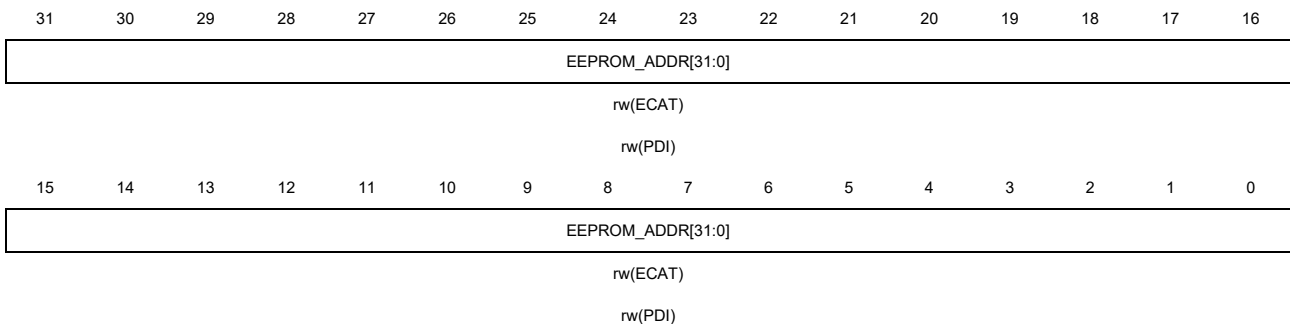 31 30 29 28 27 26 25 24 23 22 21 20 19 18 17 16
EEPROM_ADDR[31:0]
rw(ECAT)
rw(PDI)
15 14 13 12 11 10 9 8 7 6 5 4 3 2 1 0
EEPROM_ADDR[31:0]
rw(ECAT)
rw(PDI)